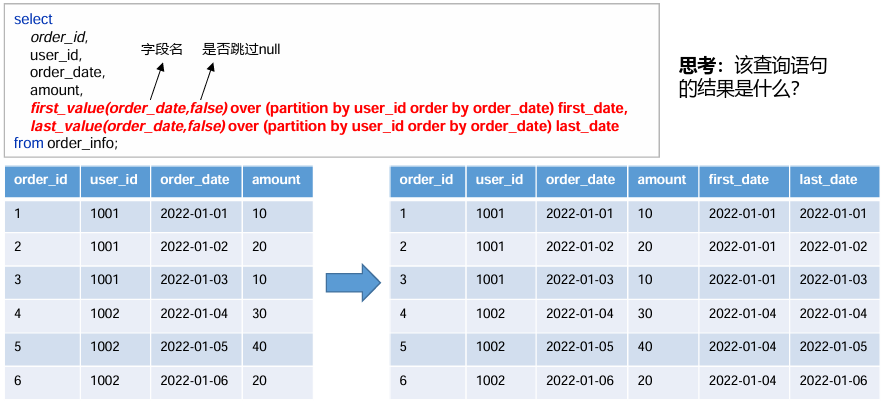 select
order_id,
user_id,
order_date,
amount,
字段名
是否跳过null
first_value(order_date,false) over (partition by user_id order by order_date) first_date,
last_value(order_date,false) over (partition by user_id order by order_date) last_date
from order_info;
思考：该查询语句
的结果是什么？
order_id user_id order_date amount
1 1001 2022-01-01 10
2 1001 2022-01-02 20
3 1001 2022-01-03 10
4 1002 2022-01-04 30
5 1002 2022-01-05 40
6 1002 2022-01-06 20
order_id user_id order_date amount first_date last_date
1 1001 2022-01-01 10 2022-01-01 2022-01-01
2 1001 2022-01-02 20 2022-01-01 2022-01-02
3 1001 2022-01-03 10 2022-01-01 2022-01-03
4 1002 2022-01-04 30 2022-01-04 2022-01-04
5 1002 2022-01-05 40 2022-01-04 2022-01-05
6 1002 2022-01-06 20 2022-01-04 2022-01-06